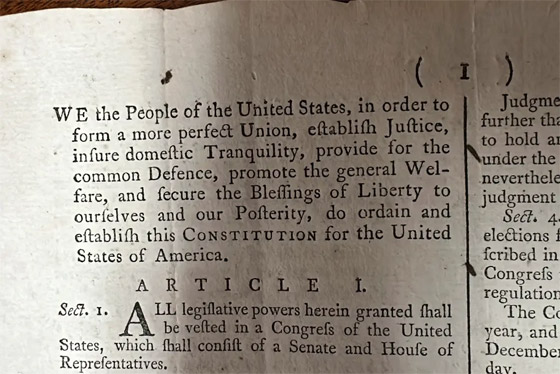 ( 1 )
WE the People of the United States, in order to
form a more perfect Union, eſtabliſh Juſtice,
inſure domeſtic Tranquility, provide for the
common Defence, promote the general Wel-
fare, and ſecure the Bleſſings of Liberty to
ourſelves and our Poſterity, do ordain and
eſtabliſh this CONSTITUTION for the United
States of America.
ARTICLE I.
Sect. 1. ALL legiſlative powers herein granted ſhall
be veſted in a Congreſs of the United
States, which ſhall conſiſt of a Senate and Houſe of
Repreſentatives.
Judgme
further tha
to hold an
under the
neverthele
judgment
Sect. 4.
elections f
ſcribed in
Congreſs
regulation
The Co
year, and
December
day.